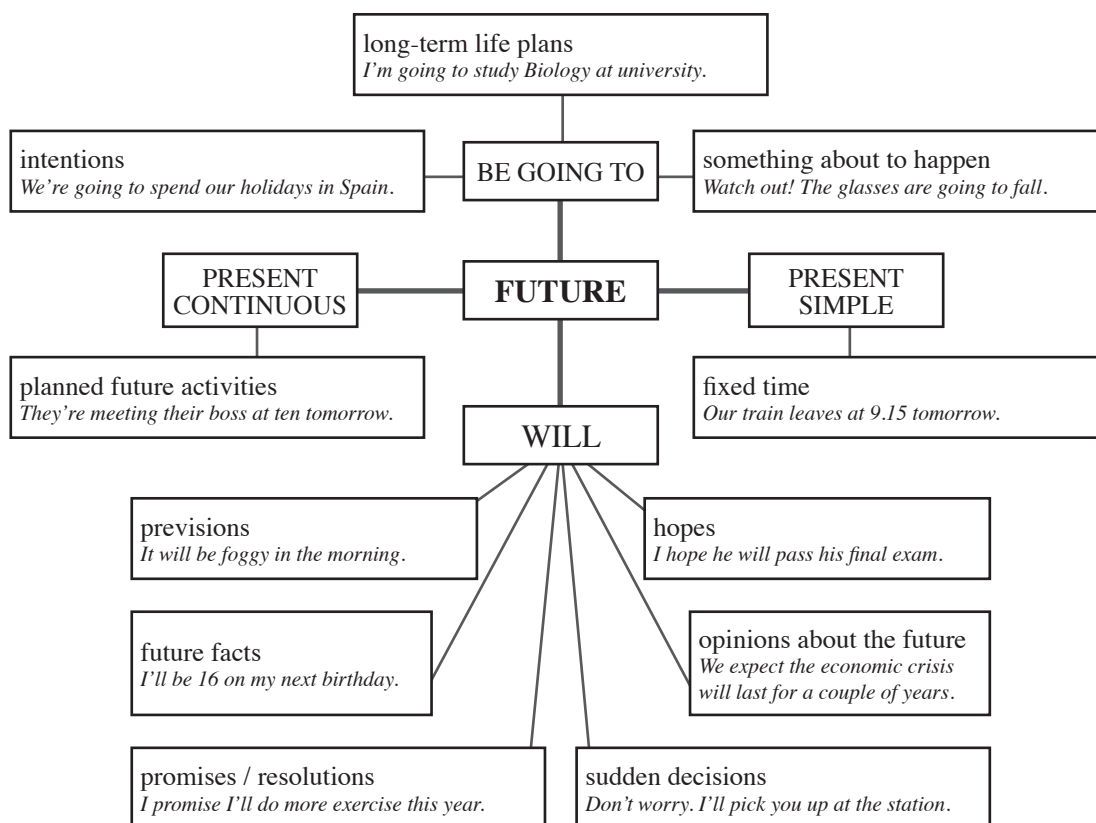 long-term life plans
I'm going to study Biology at university.
intentions
We're going to spend our holidays in Spain.
BE GOING TO
something about to happen
Watch out! The glasses are going to fall.
PRESENT
CONTINUOUS
FUTURE
PRESENT
SIMPLE
planned future activities
They're meeting their boss at ten tomorrow.
fixed time
Our train leaves at 9.15 tomorrow.
WILL
previsions
It will be foggy in the morning.
hopes
I hope he will pass his final exam.
future facts
I'll be 16 on my next birthday.
opinions about the future
We expect the economic crisis
will last for a couple of years.
promises / resolutions
I promise I'll do more exercise this year.
sudden decisions
Don't worry. I'll pick you up at the station.